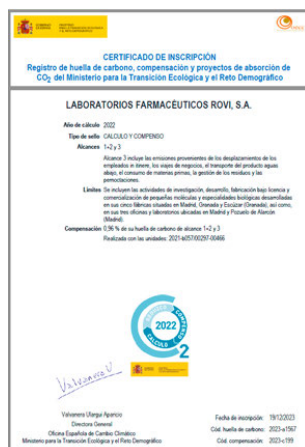 CERTIFICADO DE INSCRIPCIÓN
Registro de huella de carbono, compensación y proyectos de absorción de
CO2 del Ministerio para la Transición Ecológica y el Reto Demográfico
LABORATORIOS FARMACÉUTICOS ROVI, S.A.
Año de cálculo 2022
Tipo de sello CALCULO Y COMPENSO
Alcances 1+2 y 3
Alcance 3 incluye las emisiones provenientes de los desplazamientos de los
empleados in itinere, los viajes de negocios, el transporte del producto aguas
abajo, el consumo de materias primas, la gestión de los residuos y las
pernoctaciones.
Límites Se incluyen las actividades de investigación, desarrollo, fabricación bajo licencia y
comercialización de pequeñas moléculas y especialidades biológicas desarrolladas
en sus cinco fábricas situadas en Madrid, Granada y Escúzar (Granada), así como,
en sus tres oficinas y laboratorios ubicadas en Madrid y Pozuelo de Alarcón
(Madrid).
Compensación 0,96 % de su huella de carbono de alcance 1+2 y 3
Realizada con las unidades: 2021-b057/00297-00466
2022
CALCULO
COMPENSO
CO2
Valvanera U
Valvanera Ulargui Aparicio
Directora General
Oficina Española de Cambio Climático
Ministerio para la Transición Ecológica y el Reto Demográfico
Fecha de inscripción: 19/12/2023
Cód. huella de carbono: 2023-a1567
Cód. compensación: 2023-c199